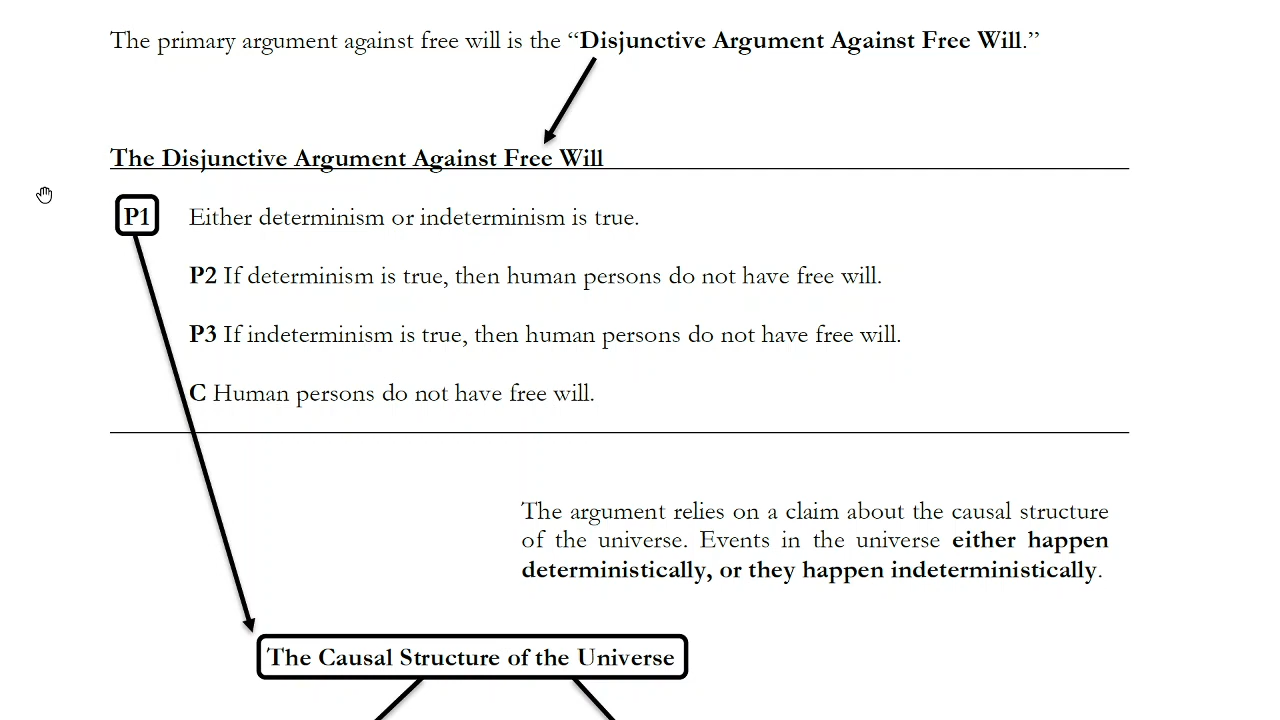 The primary argument against free will is the “Disjunctive Argument Against Free Will.”
The Disjunctive Argument Against Free Will
P1 Either determinism or indeterminism is true.
P2 If determinism is true, then human persons do not have free will.
P3 If indeterminism is true, then human persons do not have free will.
C Human persons do not have free will.
The argument relies on a claim about the causal structure
of the universe. Events in the universe either happen
deterministically, or they happen indeterministically.
The Causal Structure of the Universe